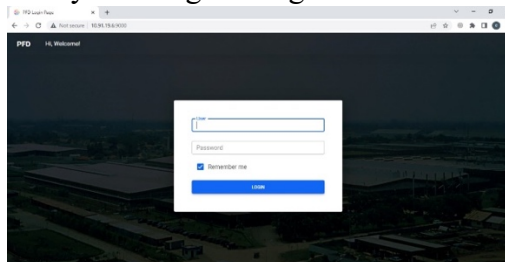 PFD Login Page
Not secure
PFD Hi, Welcome!
User
Password
Remember me
LOGIN